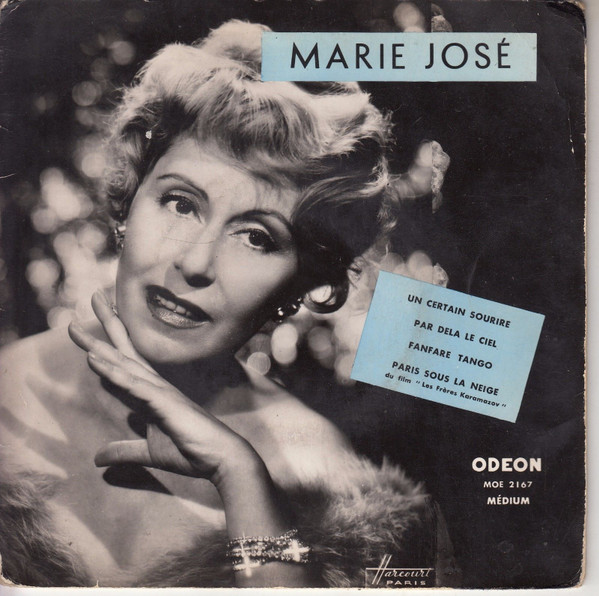 MARIE JOSÉ
UN CERTAIN SOURIRE
PAR DELA LE CIEL
FANFARE TANGO
PARIS SOUS LA NEIGE
du film "Les Frères Karamazov"
ODEON
MOE 2167
MÉDIUM
Harcourt
PARIS